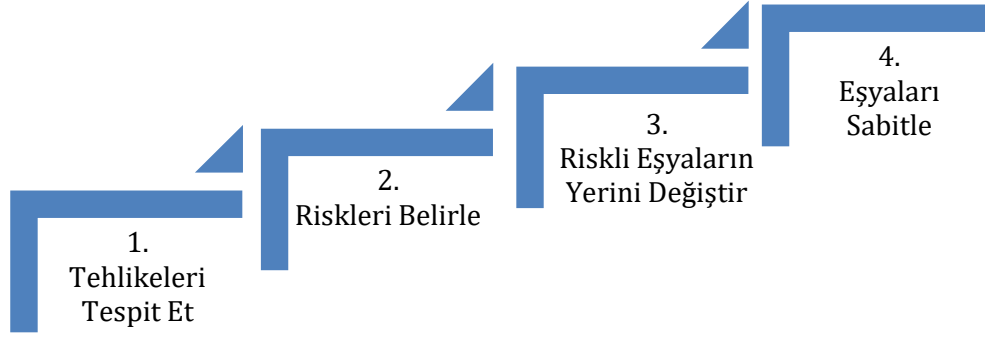 1.
Tehlikeleri
Tespit Et
2.
Riskleri Belirle
3.
Riskli Eşyaların
Yerini Değiştir
4.
Eşyaları
Sabitle